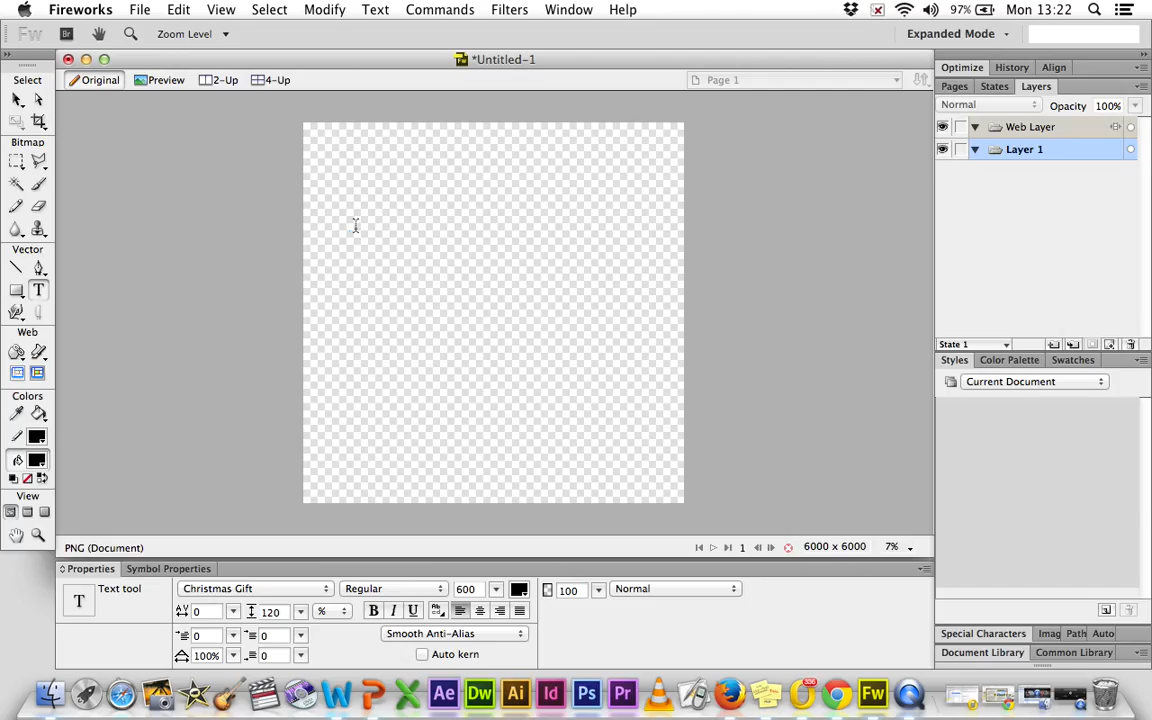 Fireworks File Edit View Select Modify Text Commands Filters Window Help 97% Mon 13:22
Fw Br Zoom Level Expanded Mode
*Untitled-1
Original Preview 2-Up 4-Up Page 1
Optimize History Align
Pages States Layers
Normal Opacity 100%
Web Layer
Layer 1
Select
Bitmap
Vector
T
Web
Colors
View
State 1
Styles Color Palette Swatches
Current Document
PNG (Document) 1 6000 x 6000 7%
Properties Symbol Properties
T Text tool Christmas Gift Regular 600 100 Normal
AV 0 120 % B I U
0 0 Smooth Anti-Alias
100% 0 Auto kern
Special Characters Imag Path Auto
Document Library Common Library
W P X Ae Dw Ai Id Ps Pr Fw